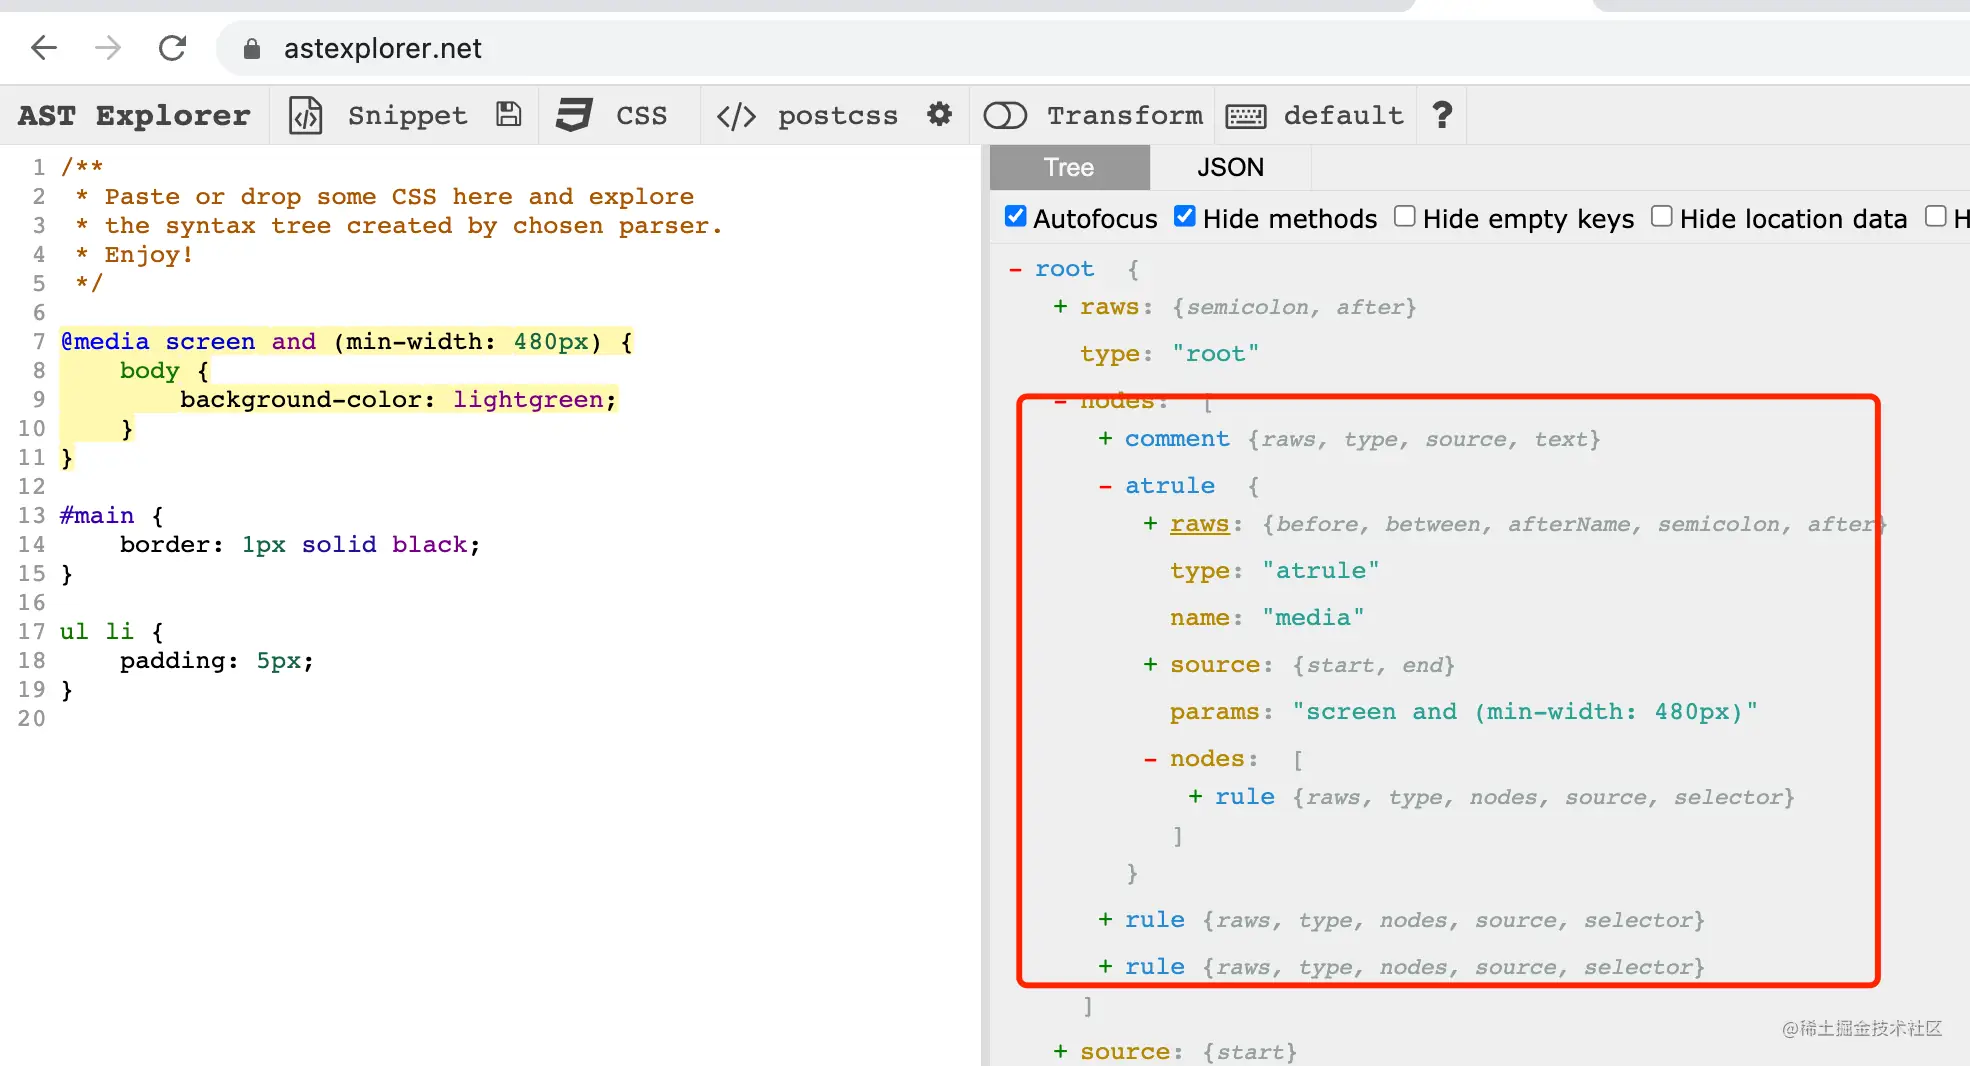 astexplorer.net
AST Explorer Snippet CSS </> postcss Transform default ?
1 /**
2  * Paste or drop some CSS here and explore
3  * the syntax tree created by chosen parser.
4  * Enjoy!
5  */
6
7 @media screen and (min-width: 480px) {
8     body {
9         background-color: lightgreen;
10     }
11 }
12
13 #main {
14     border: 1px solid black;
15 }
16
17 ul li {
18     padding: 5px;
19 }
20
Tree JSON
Autofocus Hide methods Hide empty keys Hide location data H
- root {
+ raws: {semicolon, after}
type: "root"
- nodes: [
+ comment {raws, type, source, text}
- atrule {
+ raws: {before, between, afterName, semicolon, after}
type: "atrule"
name: "media"
+ source: {start, end}
params: "screen and (min-width: 480px)"
- nodes: [
+ rule {raws, type, nodes, source, selector}
]
}
+ rule {raws, type, nodes, source, selector}
+ rule {raws, type, nodes, source, selector}
]
+ source: {start}
@稀土掘金技术社区